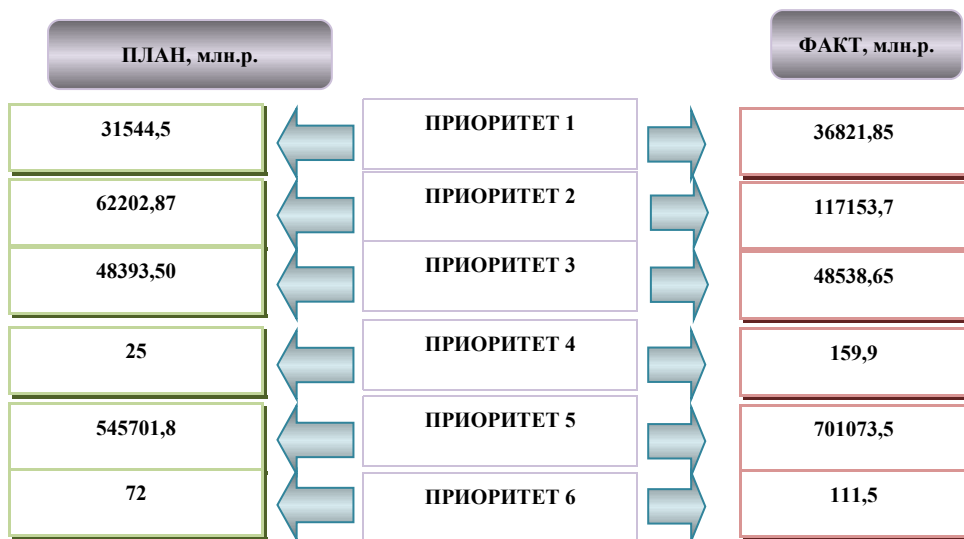 ПЛАН, млн.р.
ФАКТ, млн.р.
31544,5
ПРИОРИТЕТ 1
36821,85
62202,87
ПРИОРИТЕТ 2
117153,7
48393,50
ПРИОРИТЕТ 3
48538,65
25
ПРИОРИТЕТ 4
159,9
545701,8
ПРИОРИТЕТ 5
701073,5
72
ПРИОРИТЕТ 6
111,5